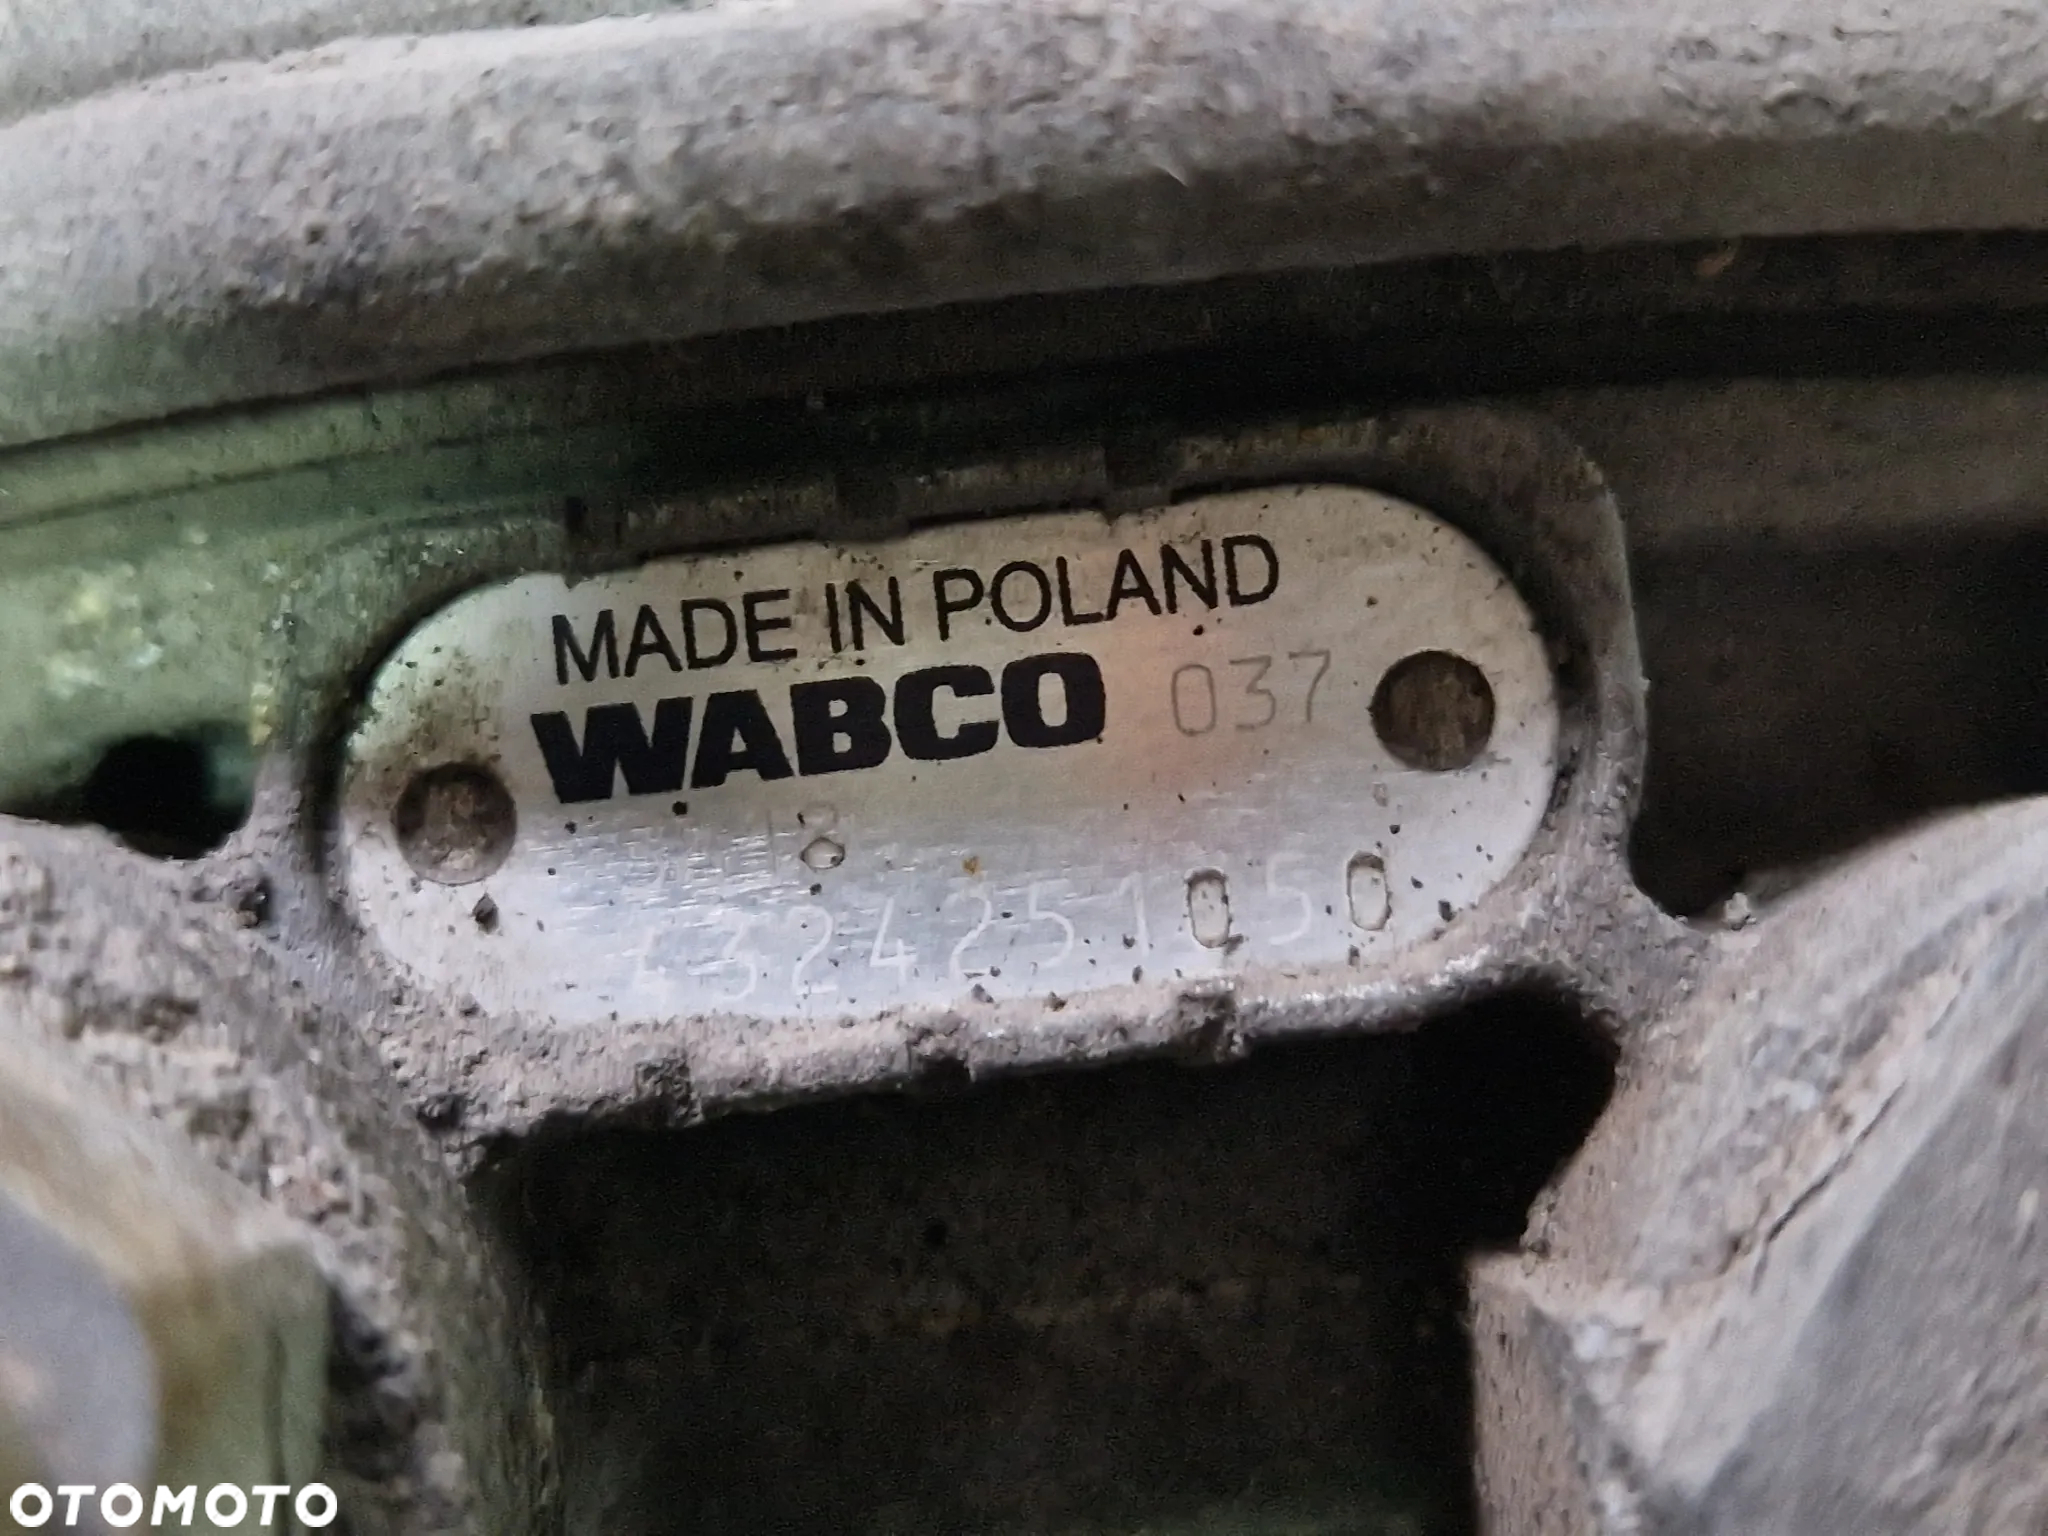 MADE IN POLAND
WABCO 037
4324251050
OTOMOTO